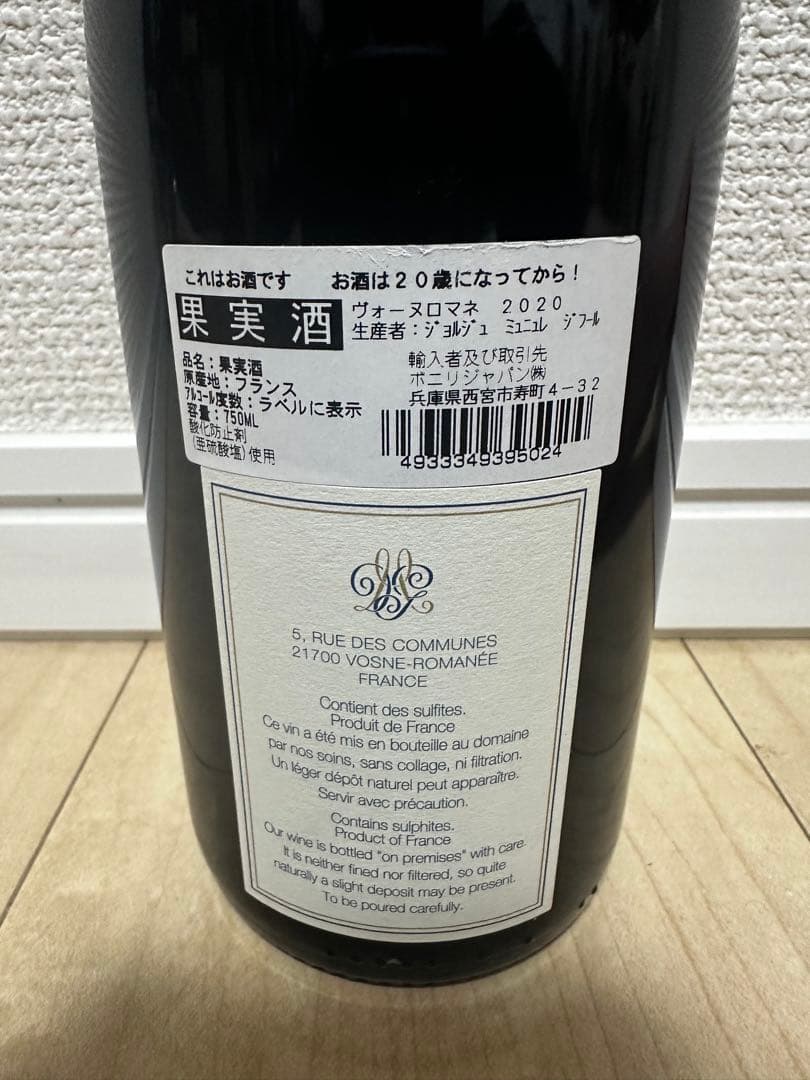 これはお酒です　お酒は２０歳になってから！
果実酒
ヴォーヌロマネ 2020
生産者：ｼﾞｮﾙｼﾞｭ ﾐｭﾆｭﾚ ｼﾞﾌｰﾙ
品名：果実酒
原産地：フランス
ｱﾙｺｰﾙ度数：ラベルに表示
容量：750ML
酸化防止剤
(亜硫酸塩)使用
輸入者及び取引先
ボニリジャパン㈱
兵庫県西宮市寿町４－３２
4933349395024
5, RUE DES COMMUNES
21700 VOSNE-ROMANÉE
FRANCE
Contient des sulfites.
Produit de France
Ce vin a été mis en bouteille au domaine
par nos soins, sans collage, ni filtration.
Un léger dépôt naturel peut apparaître.
Servir avec précaution.
Contains sulphites.
Product of France
Our wine is bottled "on premises" with care.
It is neither fined nor filtered, so quite
naturally a slight deposit may be present.
To be poured carefully.